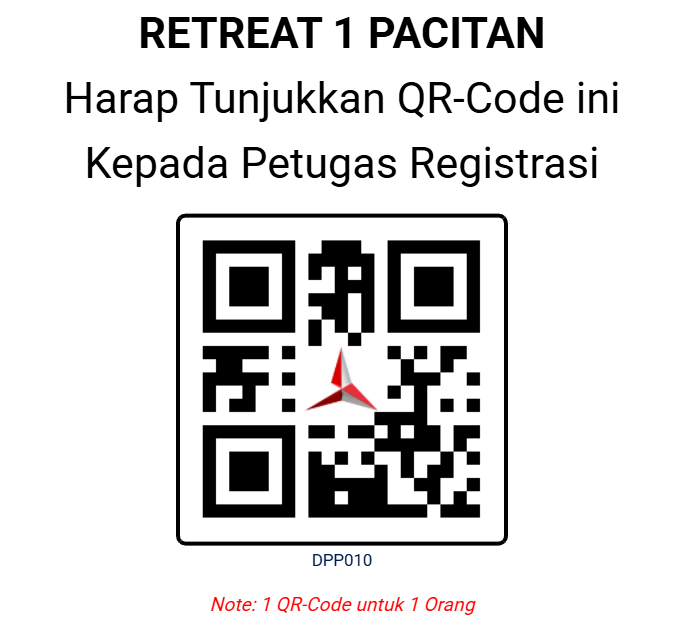 RETREAT 1 PACITAN
Harap Tunjukkan QR-Code ini
Kepada Petugas Registrasi
DPP010
Note: 1 QR-Code untuk 1 Orang